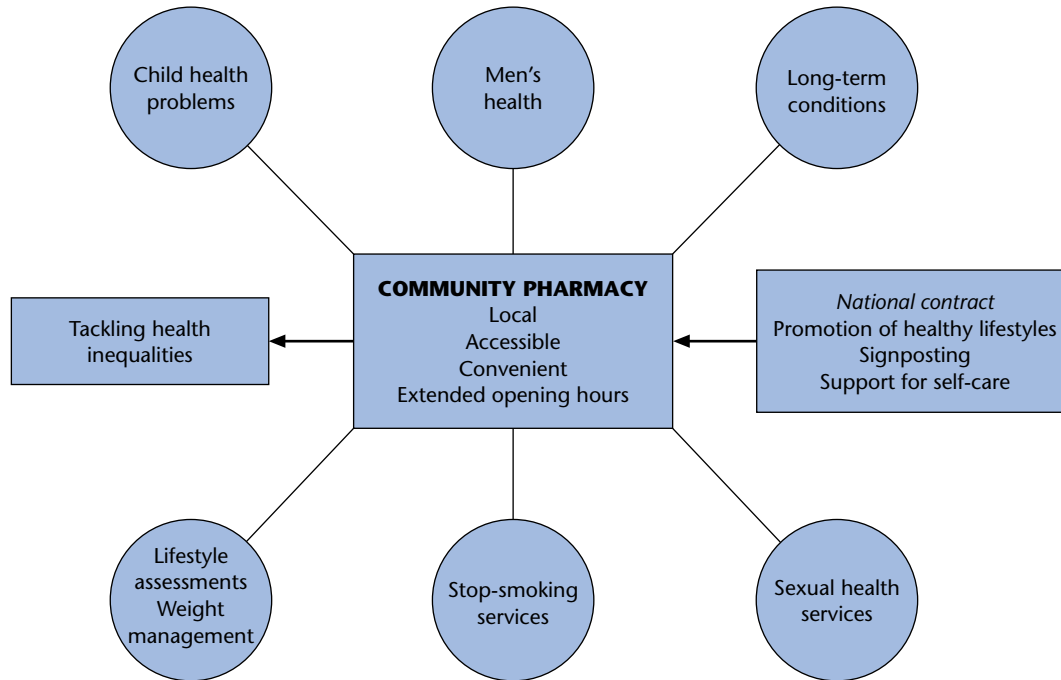 Child health
problems
Men's
health
Long-term
conditions
Tackling health
inequalities
COMMUNITY PHARMACY
Local
Accessible
Convenient
Extended opening hours
National contract
Promotion of healthy lifestyles
Signposting
Support for self-care
Lifestyle
assessments
Weight
management
Stop-smoking
services
Sexual health
services